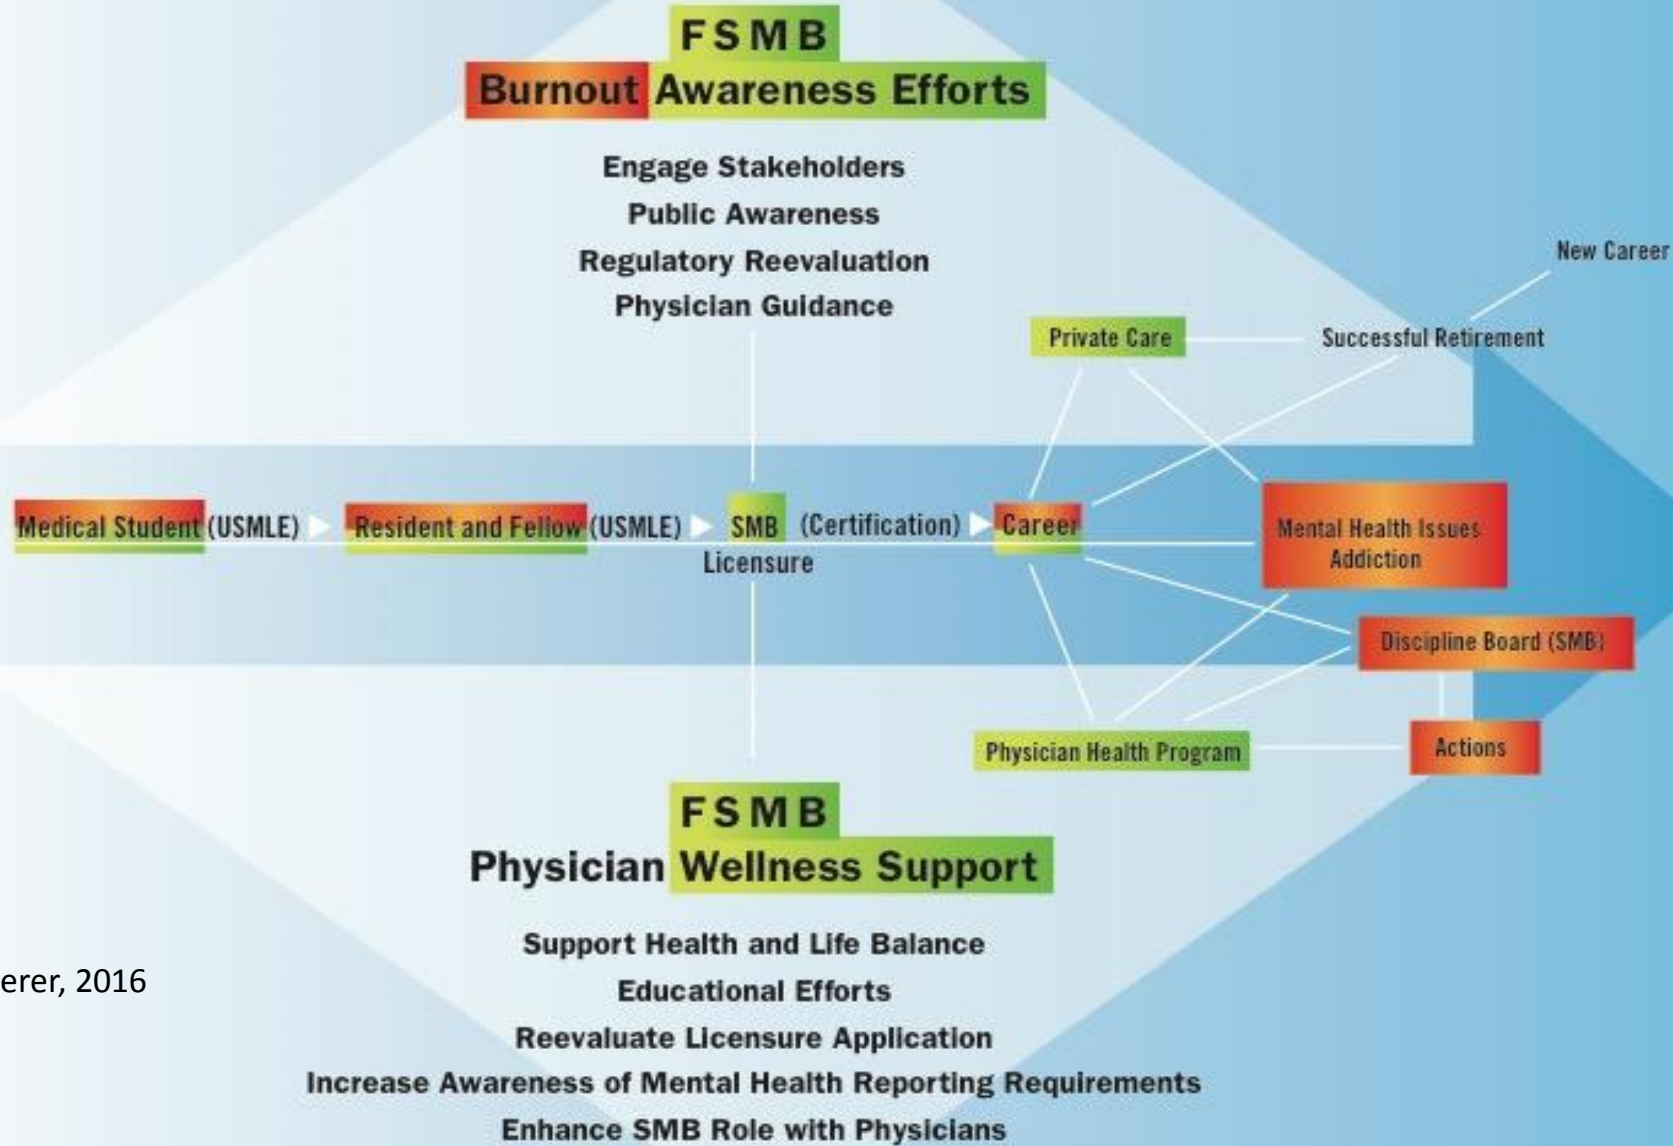 FSMB
Burnout Awareness Efforts
Engage Stakeholders
Public Awareness
Regulatory Reevaluation
Physician Guidance
New Career
Private Care
Successful Retirement
Medical Student (USMLE)
Resident and Fellow (USMLE)
SMB (Certification)
Licensure
Career
Mental Health Issues
Addiction
Discipline Board (SMB)
Physician Health Program
Actions
FSMB
Physician Wellness Support
Support Health and Life Balance
erer, 2016
Educational Efforts
Reevaluate Licensure Application
Increase Awareness of Mental Health Reporting Requirements
Enhance SMB Role with Physicians